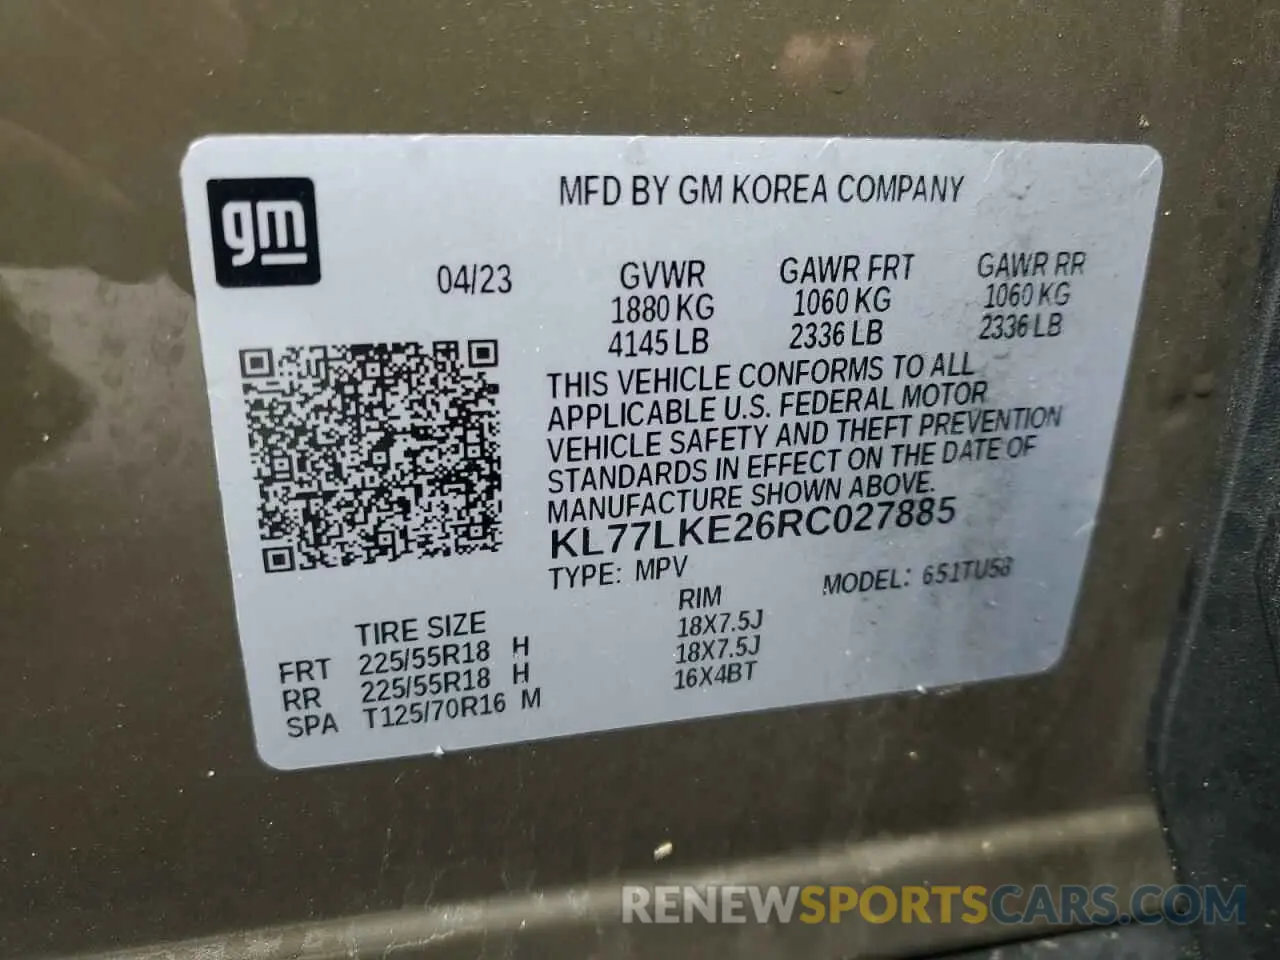 gm
MFD BY GM KOREA COMPANY
04/23
GVWR GAWR FRT GAWR RR
1880 KG 1060 KG 1060 KG
4145 LB 2336 LB 2336 LB
THIS VEHICLE CONFORMS TO ALL
APPLICABLE U.S. FEDERAL MOTOR
VEHICLE SAFETY AND THEFT PREVENTION
STANDARDS IN EFFECT ON THE DATE OF
MANUFACTURE SHOWN ABOVE.
KL77LKE26RC027885
TYPE: MPV MODEL: 651TU58
TIRE SIZE RIM
FRT 225/55R18 H 18X7.5J
RR 225/55R18 H 18X7.5J
SPA T125/70R16 M 16X4BT
RENEWSPORTSCARS.COM